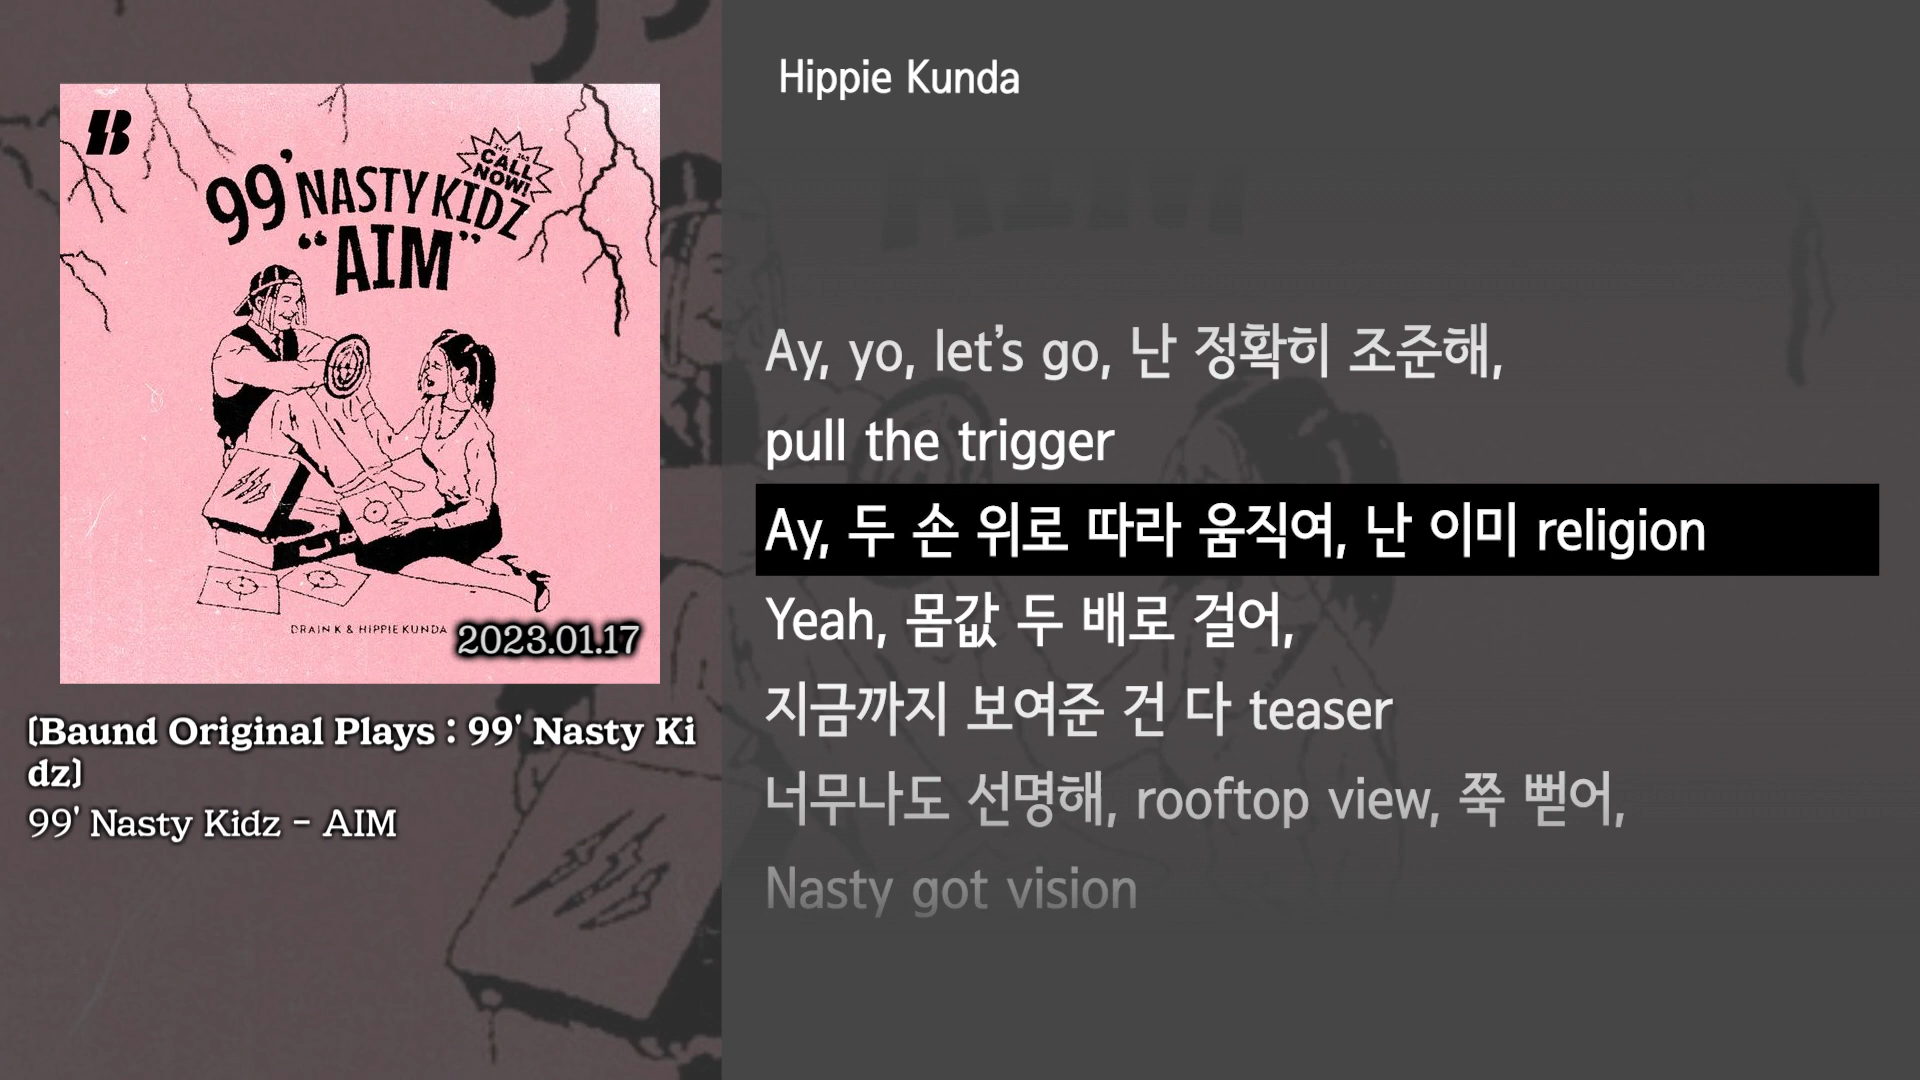 B
99' NASTY KIDZ
CALL
NOW!
"AIM"
DRAIN K & HIPPIE KUNDA
2023.01.17
[Baund Original Plays : 99' Nasty Ki
dz]
99' Nasty Kidz - AIM
Hippie Kunda
Ay, yo, let's go, 난 정확히 조준해,
pull the trigger
Ay, 두 손 위로 따라 움직여, 난 이미 religion
Yeah, 몸값 두 배로 걸어,
지금까지 보여준 건 다 teaser
너무나도 선명해, rooftop view, 쭉 뻗어,
Nasty got vision